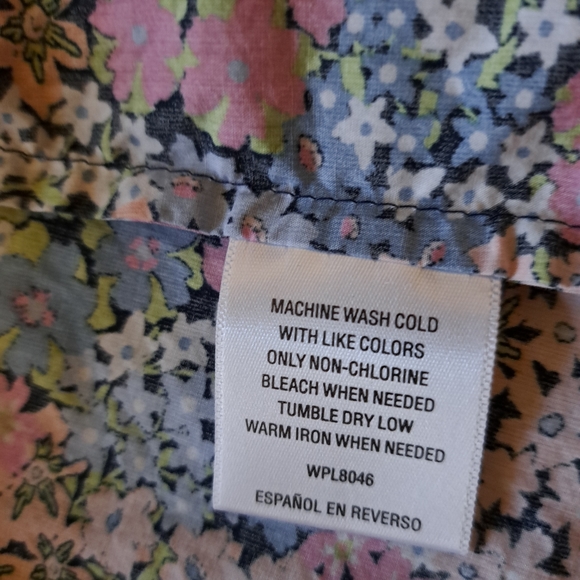 MACHINE WASH COLD
WITH LIKE COLORS
ONLY NON-CHLORINE
BLEACH WHEN NEEDED
TUMBLE DRY LOW
WARM IRON WHEN NEEDED
WPL8046
ESPAÑOL EN REVERSO